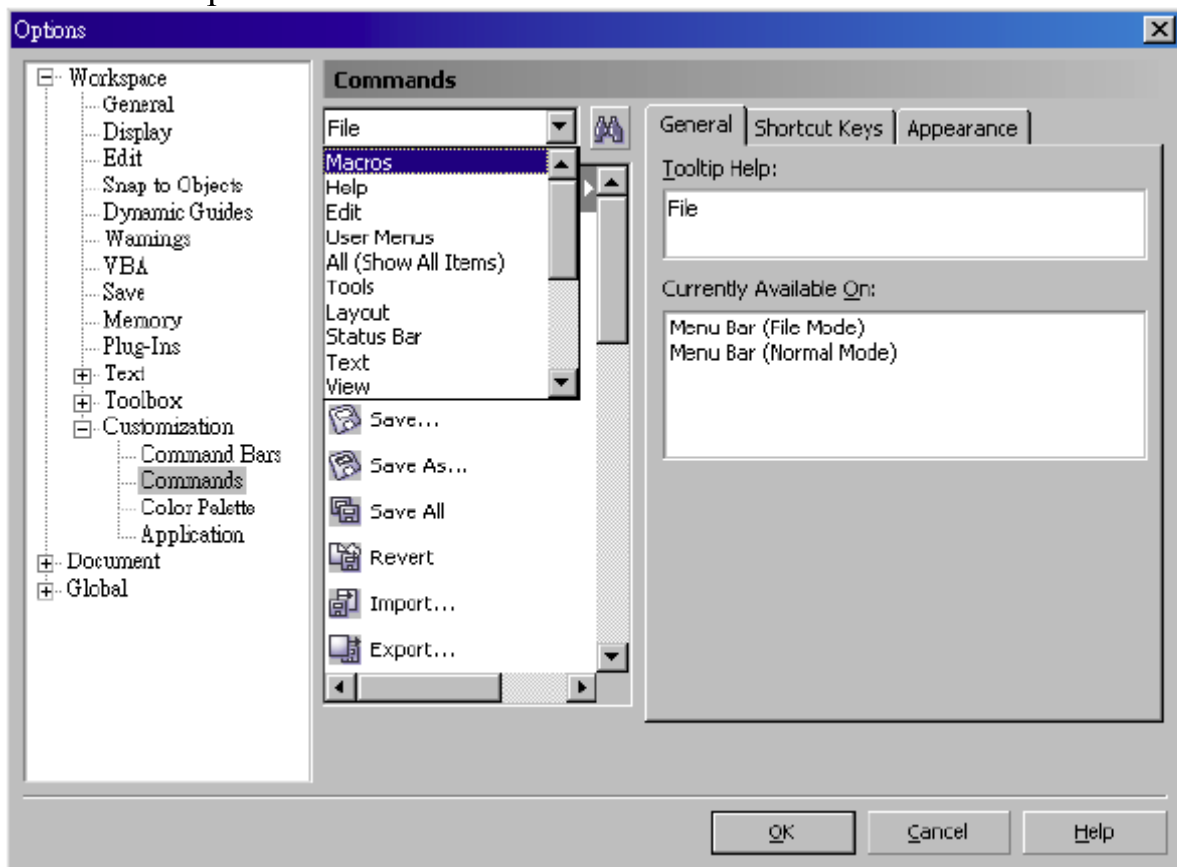 Options
Workspace
General
Display
Edit
Snap to Objects
Dynamic Guides
Warnings
VBA
Save
Memory
Plug-Ins
Text
Toolbox
Customization
Command Bars
Commands
Color Palette
Application
Document
Global
Commands
File
Macros
Help
Edit
User Menus
All (Show All Items)
Tools
Layout
Status Bar
Text
View
Save...
Save As...
Save All
Revert
Import...
Export...
General Shortcut Keys Appearance
Tooltip Help:
File
Currently Available On:
Menu Bar (File Mode)
Menu Bar (Normal Mode)
OK Cancel Help